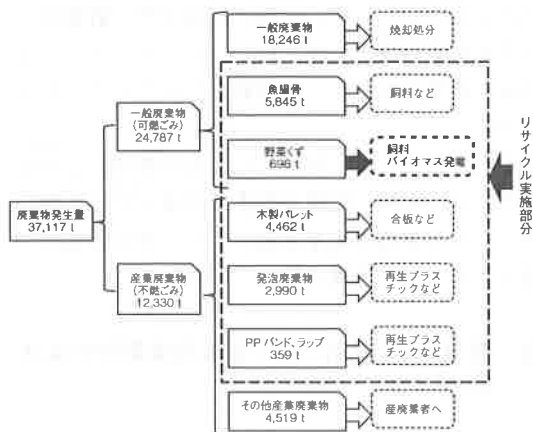 廃棄物発生量
37,117 t
一般廃棄物
(可燃ごみ)
24,787 t
産業廃棄物
(不燃ごみ)
12,330 t
一般廃棄物
18,246 t
焼却処分
魚腸骨
5,845 t
飼料など
野菜くず
696 t
飼料
バイオマス発電
木製パレット
4,462 t
合板など
発泡廃棄物
2,990 t
再生プラス
チックなど
PP バンド、ラップ
359 t
再生プラス
チックなど
その他産業廃棄物
4,519 t
産廃業者へ
リサイクル実施部分